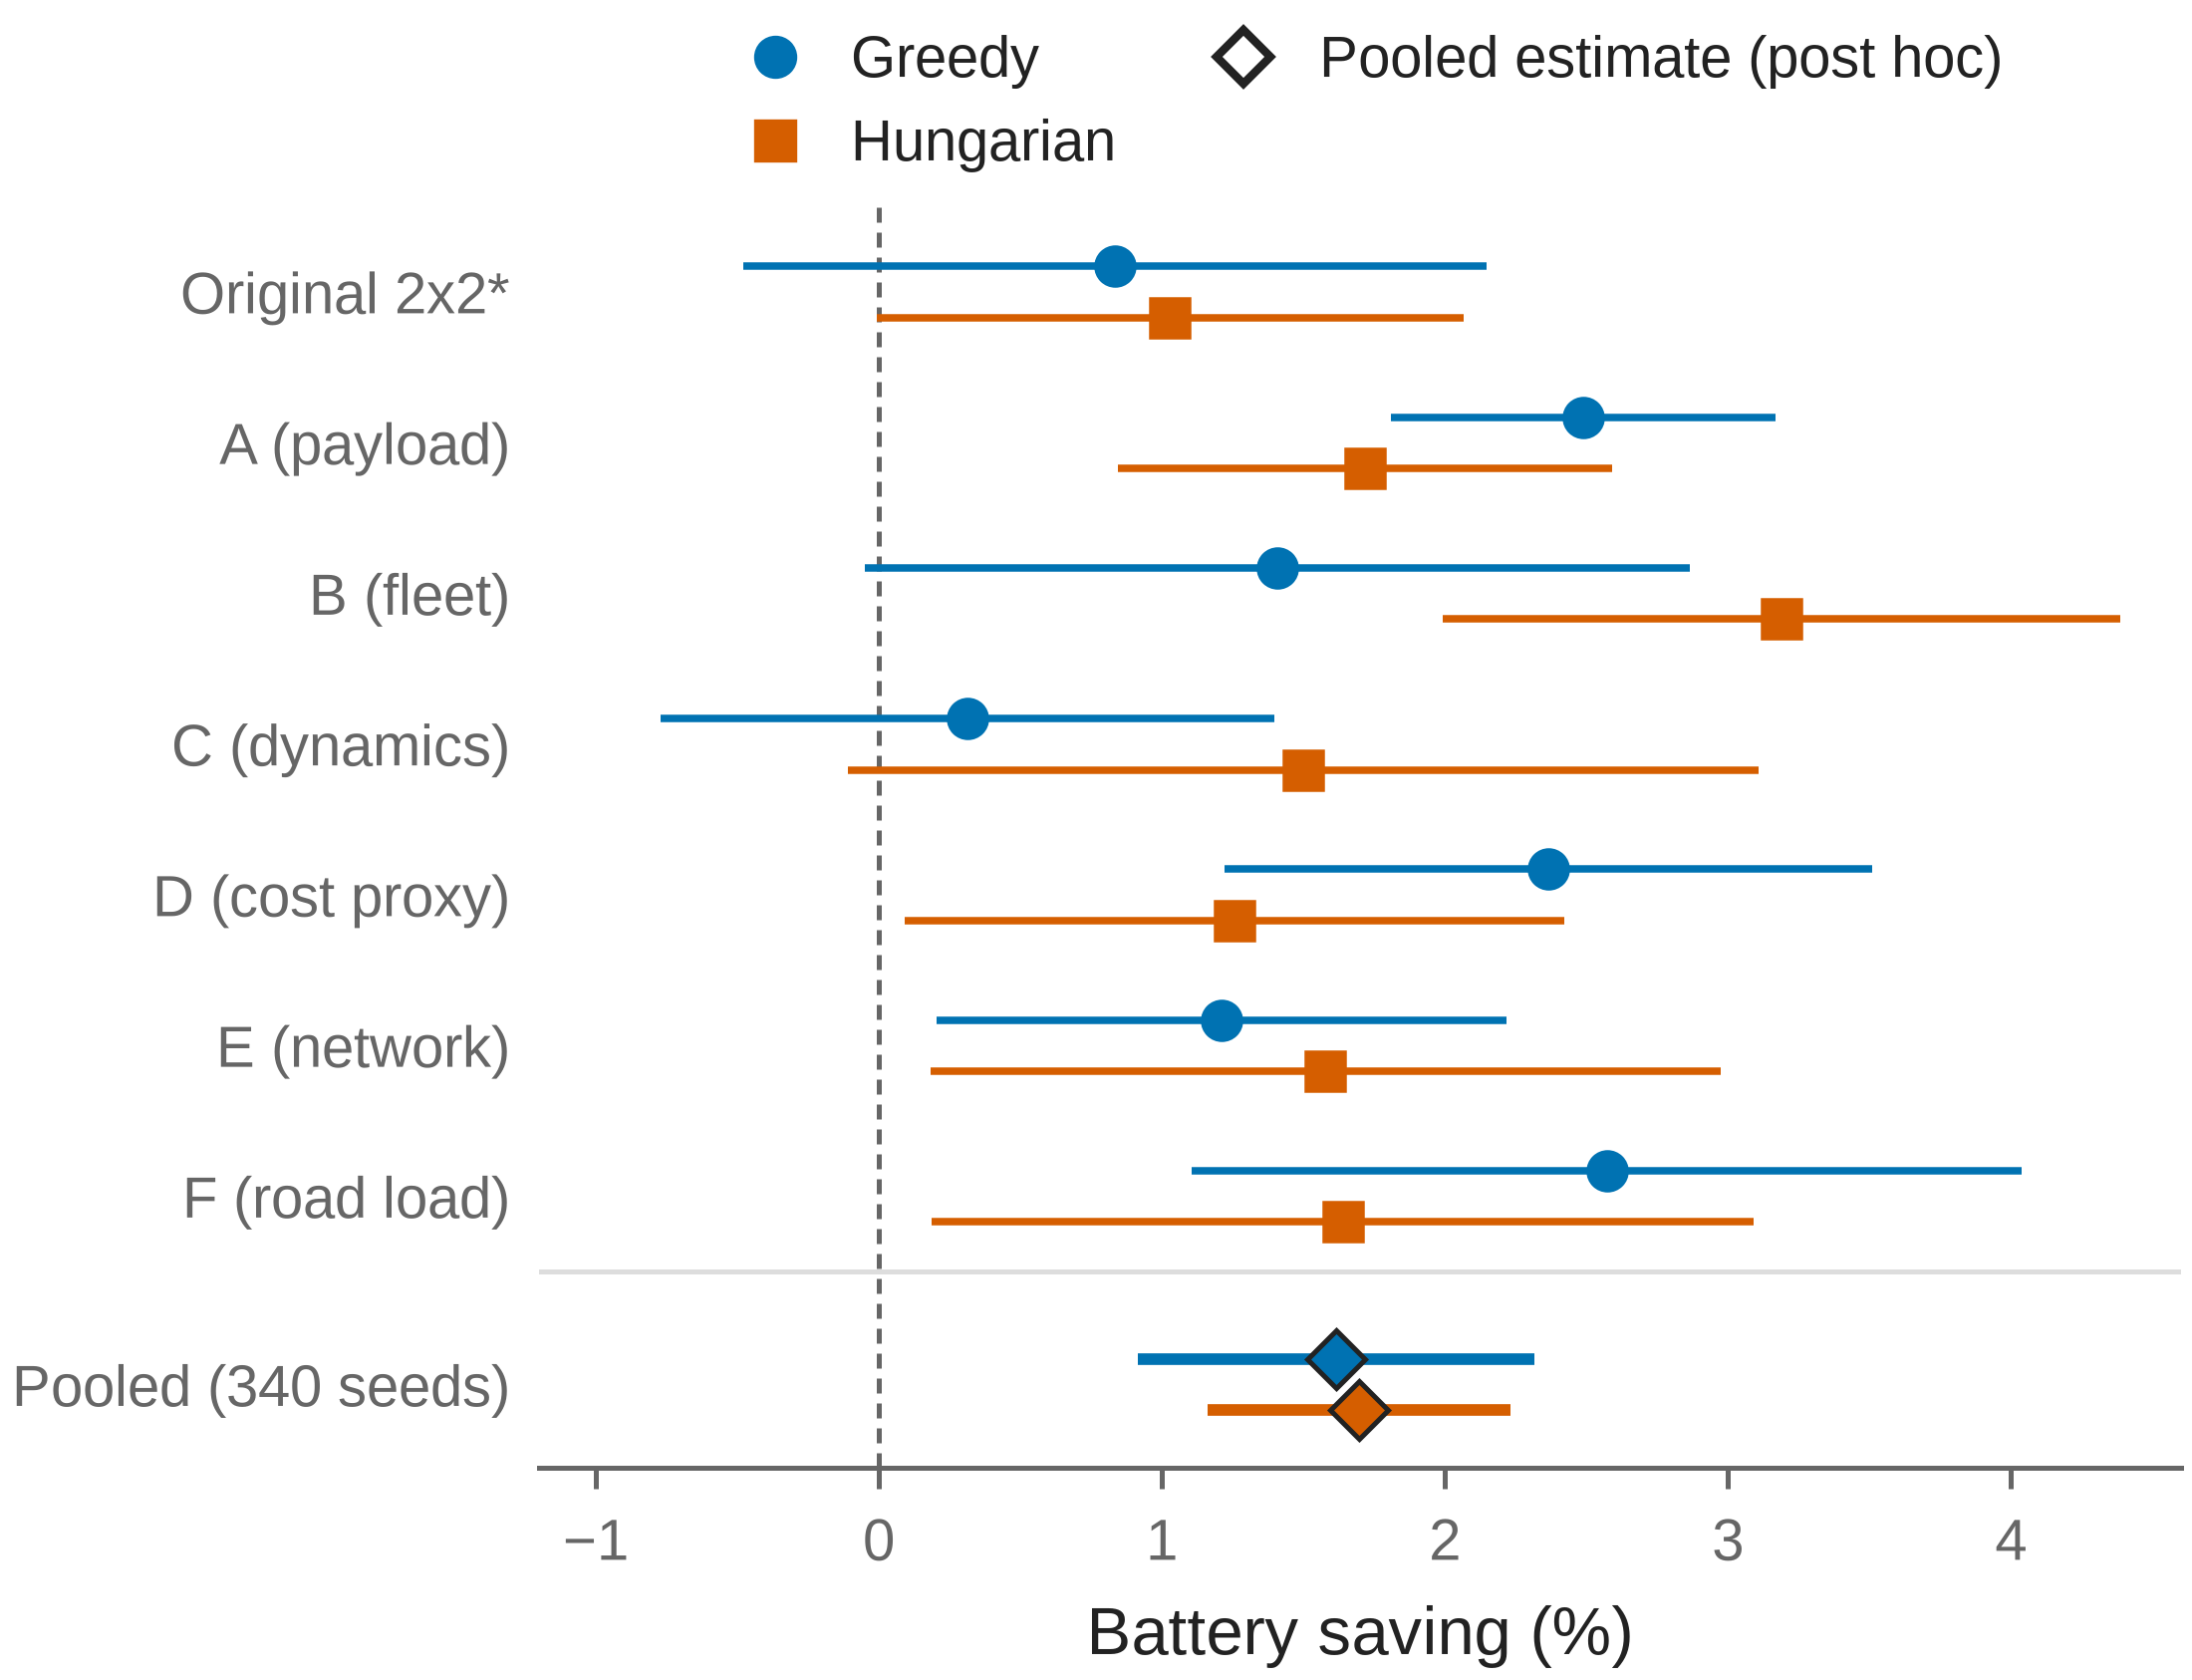 Greedy
Pooled estimate (post hoc)
Hungarian
Original 2x2*
A (payload)
B (fleet)
C (dynamics)
D (cost proxy)
E (network)
F (road load)
Pooled (340 seeds)
−1 0 1 2 3 4
Battery saving (%)